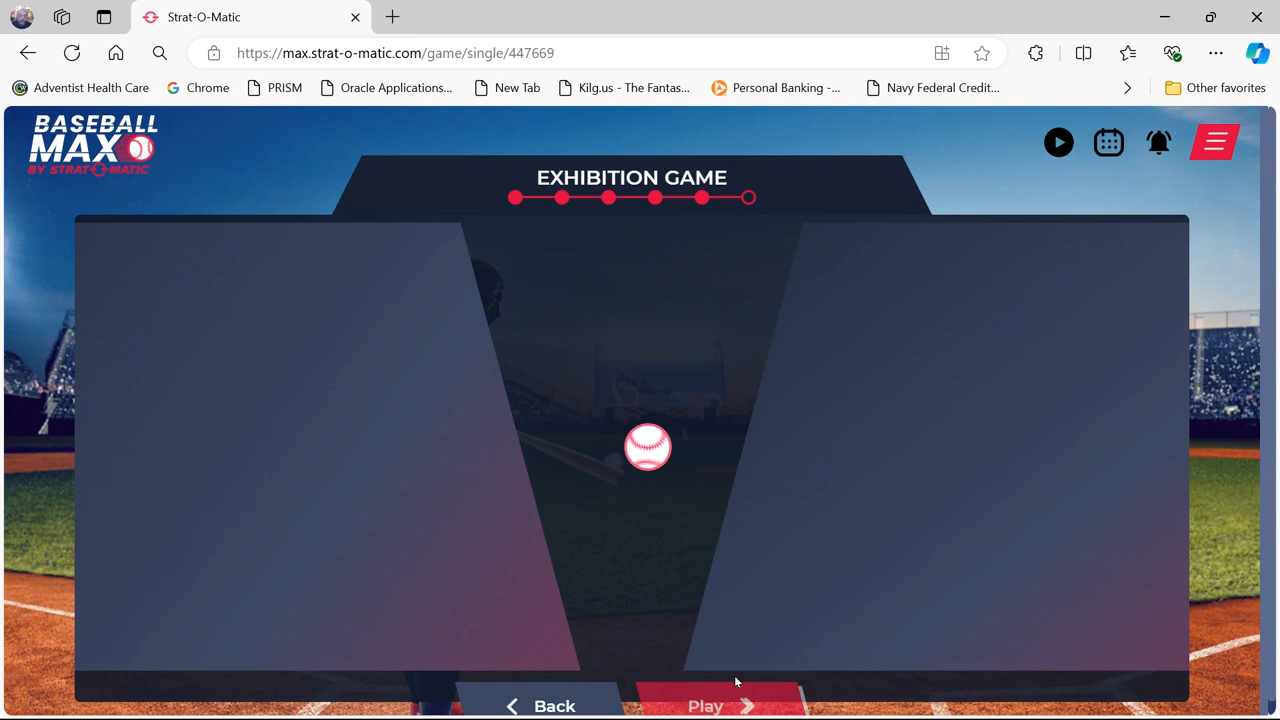 Strat-O-Matic
https://max.strat-o-matic.com/game/single/447669
Adventist Health Care Chrome PRISM Oracle Applications... New Tab Kilg.us - The Fantas... Personal Banking -... Navy Federal Credit... Other favorites
BASEBALL
MAX
BY STRAT-O-MATIC
EXHIBITION GAME
Back Play